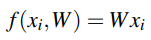 f(xᵢ, W) = Wxᵢ